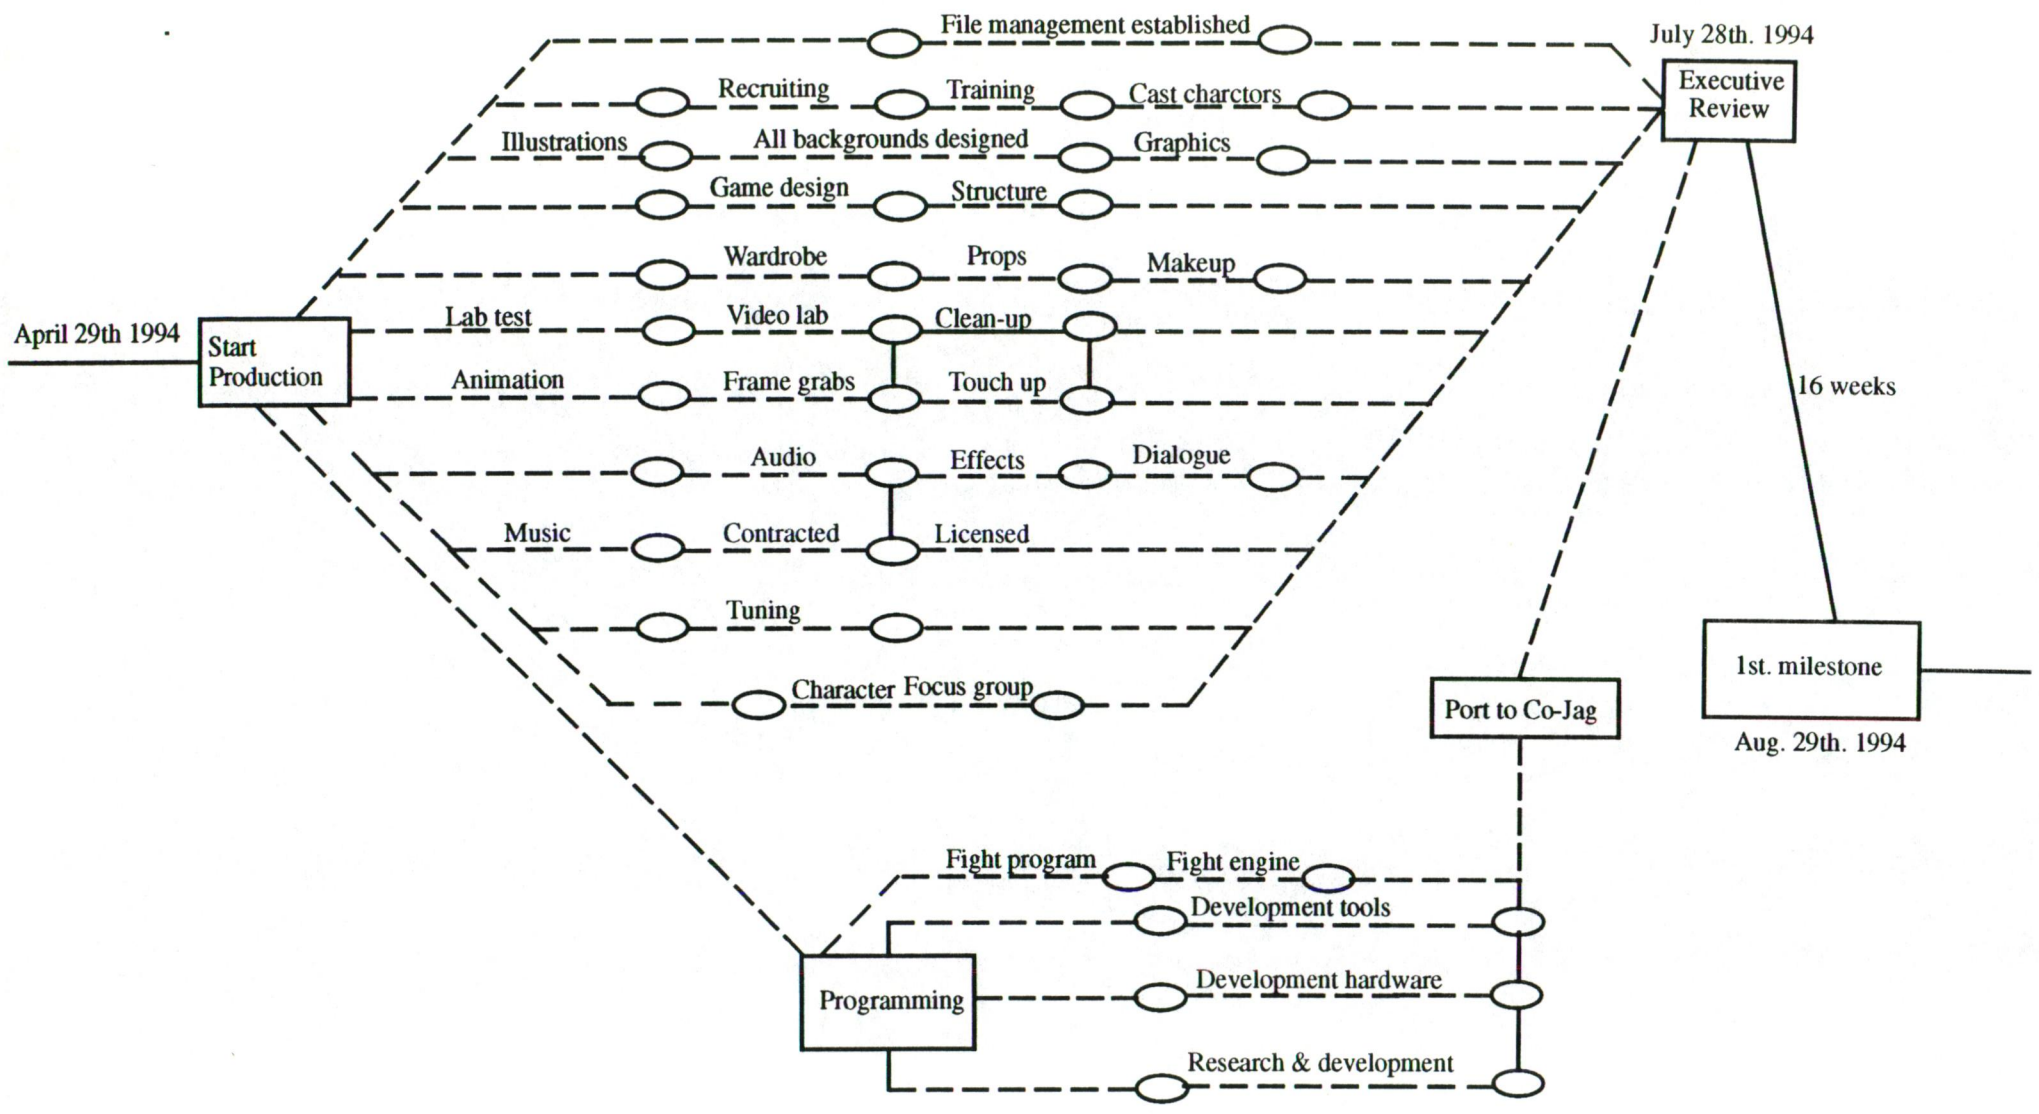 File management established
July 28th. 1994
Executive
Review
Recruiting
Training
Cast charctors
Illustrations
All backgrounds designed
Graphics
Game design
Structure
Wardrobe
Props
Makeup
April 29th 1994
Start
Production
Lab test
Video lab
Clean-up
Animation
Frame grabs
Touch up
16 weeks
Audio
Effects
Dialogue
Music
Contracted
Licensed
Tuning
Character Focus group
Port to Co-Jag
1st. milestone
Aug. 29th. 1994
Fight program
Fight engine
Development tools
Programming
Development hardware
Research & development